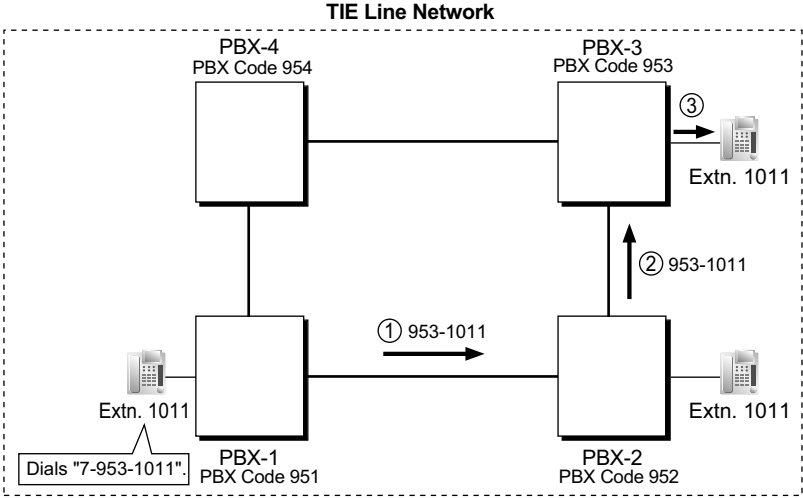 TIE Line Network
PBX-4
PBX Code 954
PBX-3
PBX Code 953
③
Extn. 1011
② 953-1011
① 953-1011
Extn. 1011
Extn. 1011
Dials "7-953-1011".
PBX-1
PBX Code 951
PBX-2
PBX Code 952